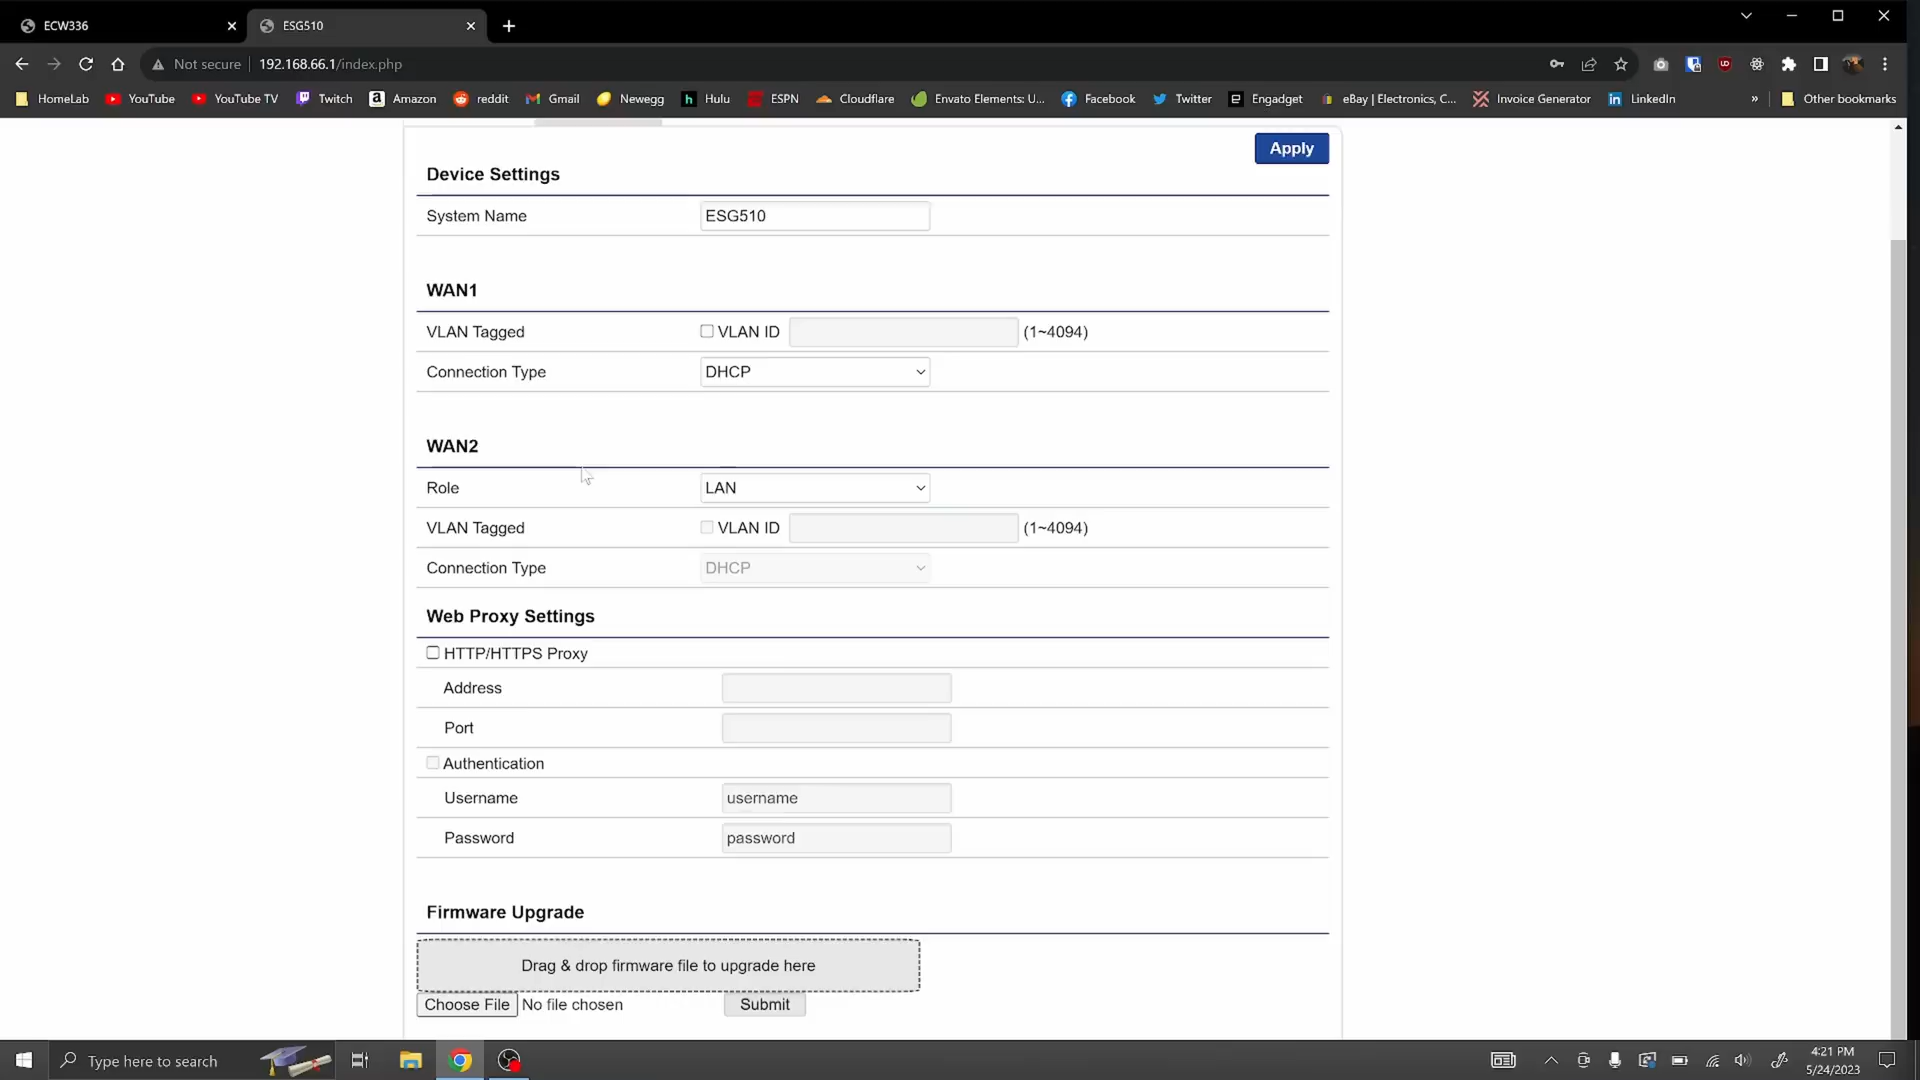 ECW336
ESG510
Not secure 192.168.66.1/index.php
HomeLab YouTube YouTube TV Twitch Amazon reddit Gmail Newegg Hulu ESPN Cloudflare Envato Elements: U... Facebook Twitter Engadget eBay | Electronics, C... Invoice Generator LinkedIn » Other bookmarks
Apply
Device Settings
System Name ESG510
WAN1
VLAN Tagged VLAN ID (1~4094)
Connection Type DHCP
WAN2
Role LAN
VLAN Tagged VLAN ID (1~4094)
Connection Type DHCP
Web Proxy Settings
HTTP/HTTPS Proxy
Address
Port
Authentication
Username username
Password password
Firmware Upgrade
Drag & drop firmware file to upgrade here
Choose File No file chosen Submit
Type here to search
4:21 PM
5/24/2023